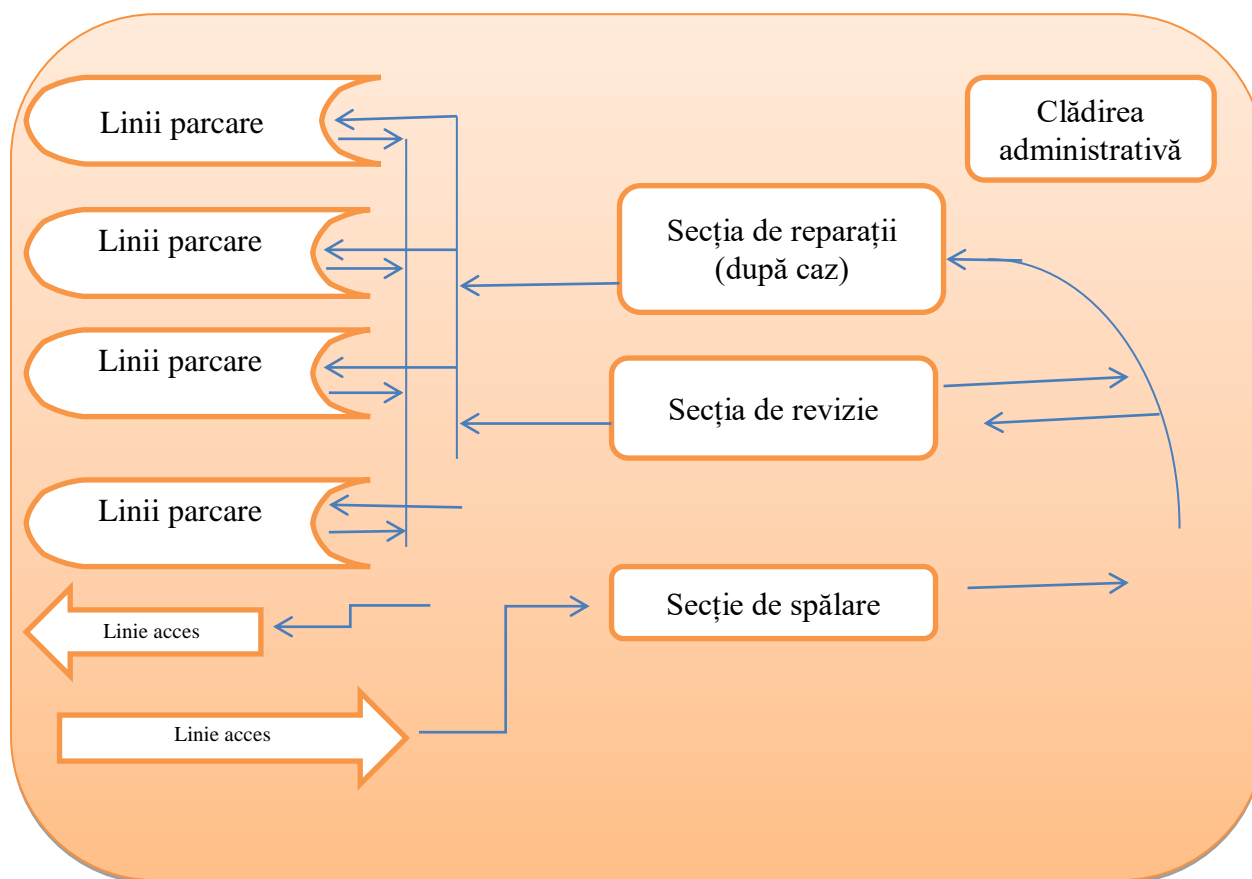 Linii parcare
Clădirea
administrativă
Linii parcare
Secția de reparații
(după caz)
Linii parcare
Secția de revizie
Linii parcare
Secție de spălare
Linie acces
Linie acces